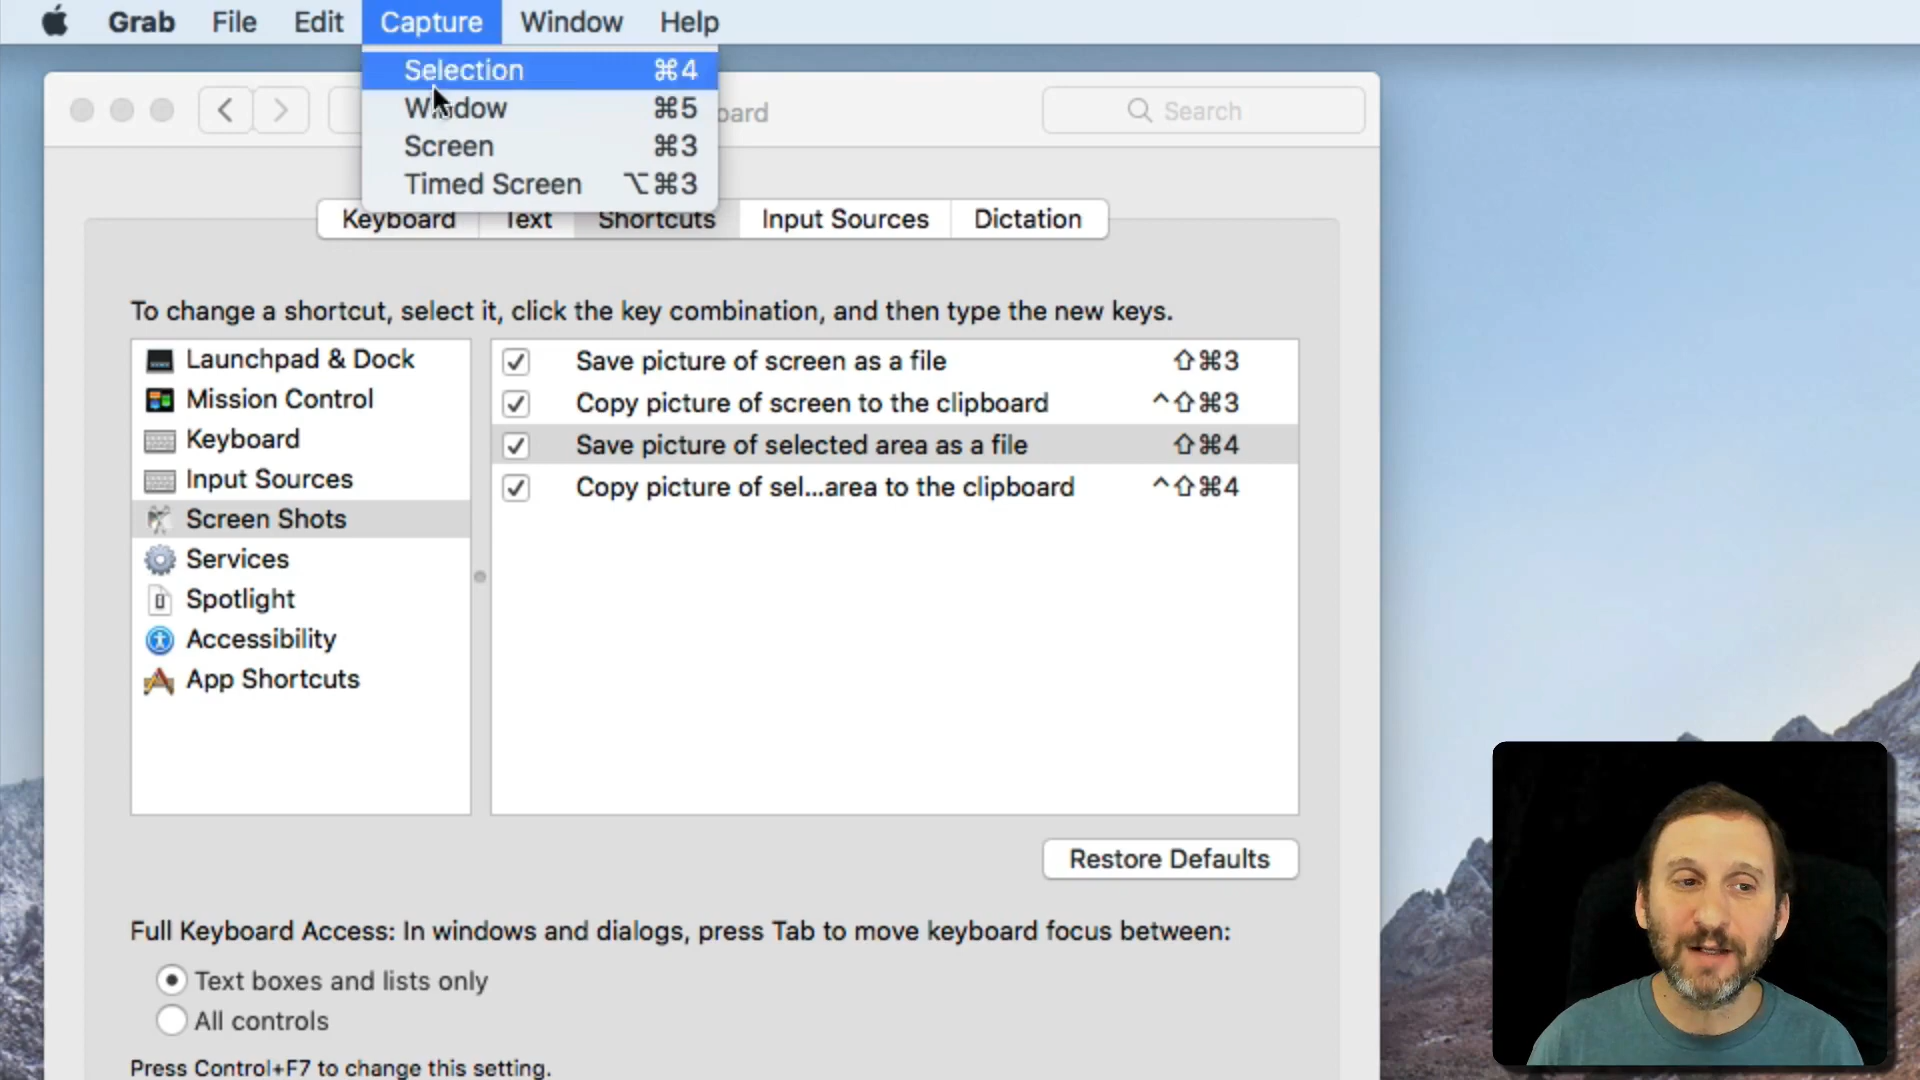 Grab File Edit Capture Window Help
Selection ⌘4
Window ⌘5
Screen ⌘3
Timed Screen ⌥⌘3
Search
Keyboard Text Shortcuts Input Sources Dictation
To change a shortcut, select it, click the key combination, and then type the new keys.
Launchpad & Dock
Mission Control
Keyboard
Input Sources
Screen Shots
Services
Spotlight
Accessibility
App Shortcuts
Save picture of screen as a file ⇧⌘3
Copy picture of screen to the clipboard ^⇧⌘3
Save picture of selected area as a file ⇧⌘4
Copy picture of sel...area to the clipboard ^⇧⌘4
Restore Defaults
Full Keyboard Access: In windows and dialogs, press Tab to move keyboard focus between:
Text boxes and lists only
All controls
Press Control+F7 to change this setting.